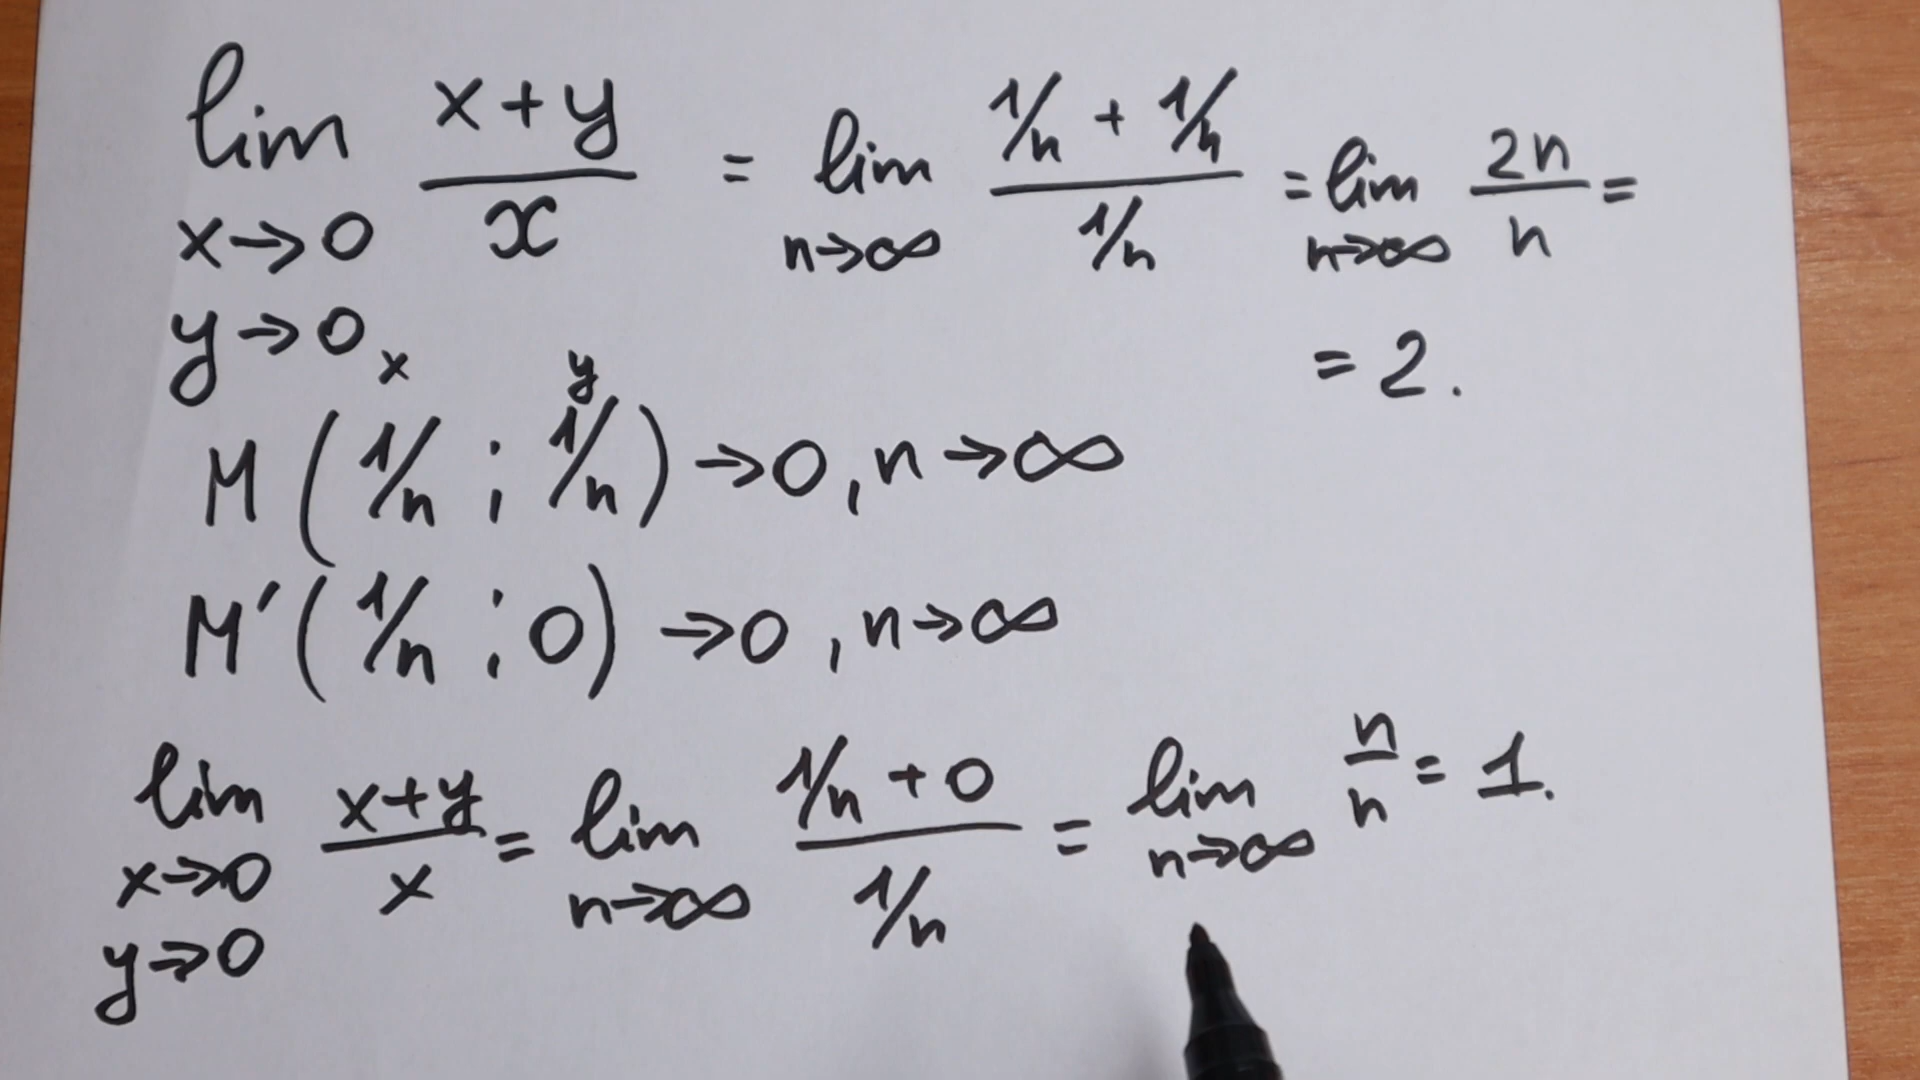 lim x→0 y→0 (x+y)/x = lim n→∞ (1/n + 1/n)/(1/n) = lim n→∞ 2n/n =
= 2.
x y
M (1/n ; 1/n) →0, n→∞
M′(1/n ; 0) →0, n→∞
lim x→0 y→0 (x+y)/x = lim n→∞ (1/n + 0)/(1/n) = lim n→∞ n/n = 1.